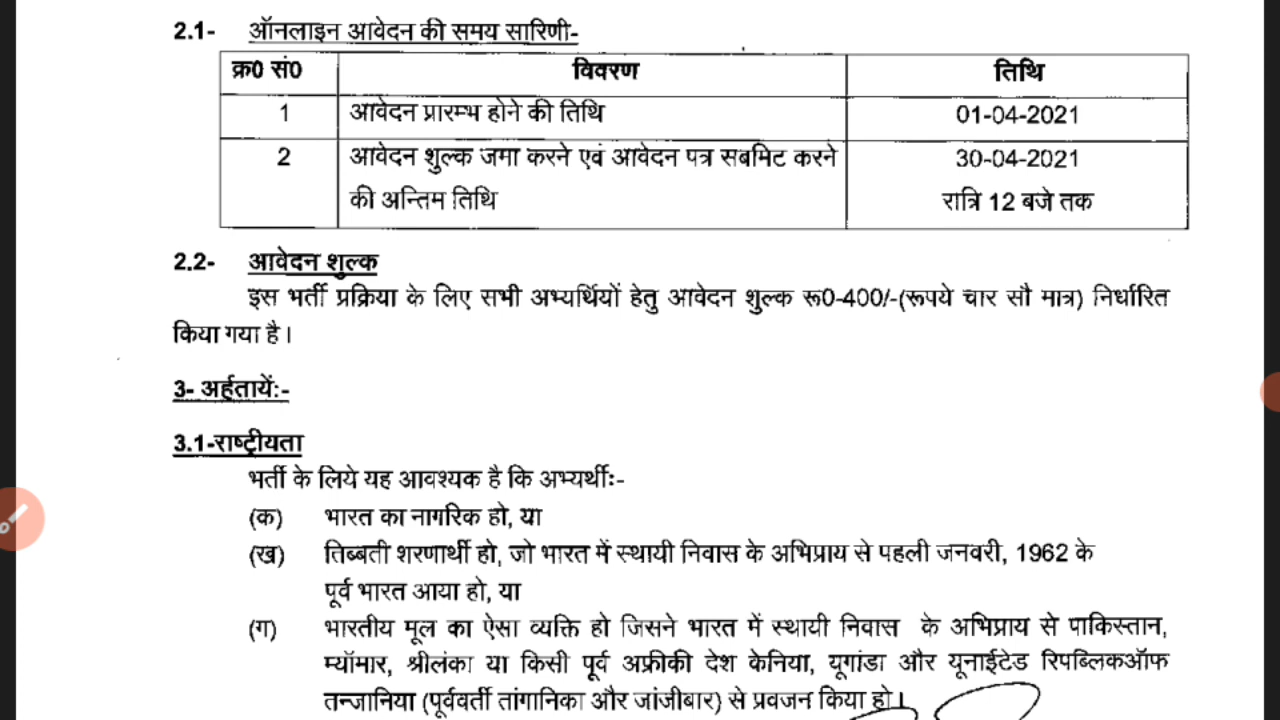 2.1- ऑनलाइन आवेदन की समय सारिणी-
क्र0 सं0 विवरण तिथि
1 आवेदन प्रारम्भ होने की तिथि 01-04-2021
2 आवेदन शुल्क जमा करने एवं आवेदन पत्र सबमिट करने 30-04-2021
की अन्तिम तिथि रात्रि 12 बजे तक
2.2- आवेदन शुल्क
इस भर्ती प्रक्रिया के लिए सभी अभ्यर्थियों हेतु आवेदन शुल्क रू0-400/-(रूपये चार सौ मात्र) निर्धारित
किया गया है।
3- अर्हतायें:-
3.1-राष्ट्रीयता
भर्ती के लिये यह आवश्यक है कि अभ्यर्थीः-
(क) भारत का नागरिक हो, या
(ख) तिब्बती शरणार्थी हो, जो भारत में स्थायी निवास के अभिप्राय से पहली जनवरी, 1962 के
पूर्व भारत आया हो, या
(ग) भारतीय मूल का ऐसा व्यक्ति हो जिसने भारत में स्थायी निवास के अभिप्राय से पाकिस्तान,
म्यॉमार, श्रीलंका या किसी पूर्व अफ्रीकी देश केनिया, यूगांडा और यूनाईटेड रिपब्लिकऑफ
तन्जानिया (पूर्ववर्ती तांगानिका और जांजीबार) से प्रवजन किया हो।